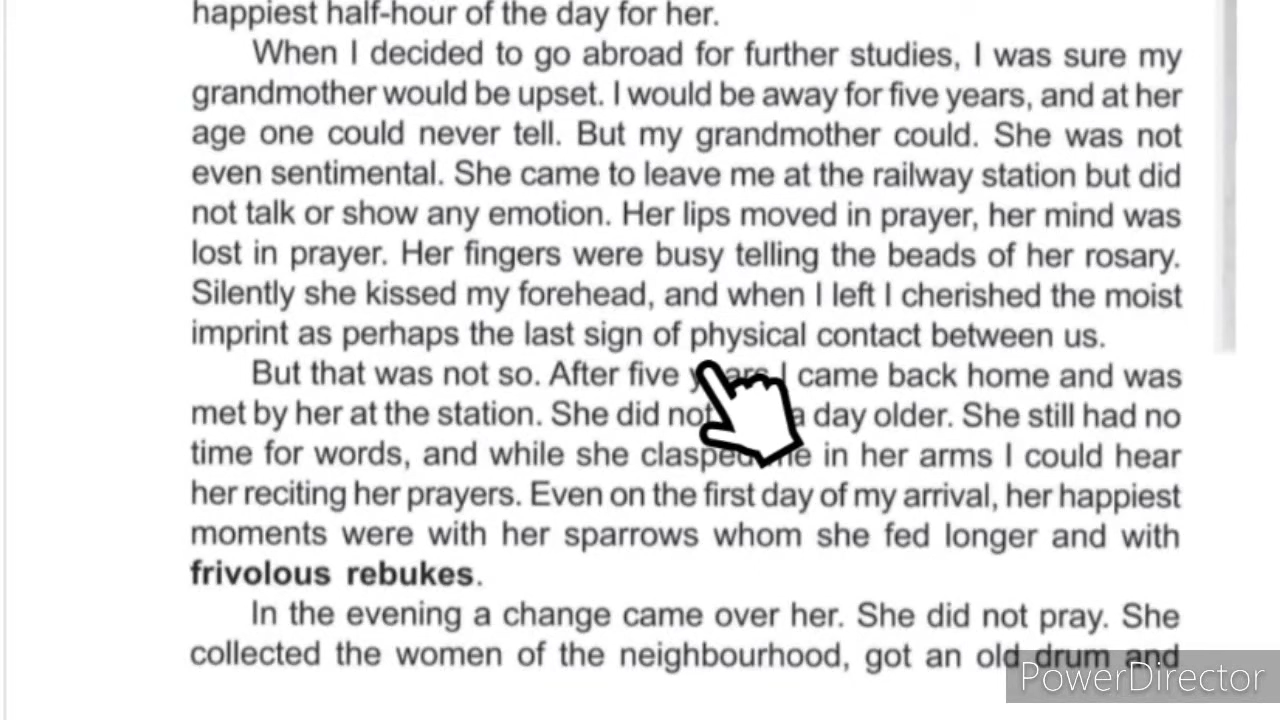 happiest half-hour of the day for her.
When I decided to go abroad for further studies, I was sure my
grandmother would be upset. I would be away for five years, and at her
age one could never tell. But my grandmother could. She was not
even sentimental. She came to leave me at the railway station but did
not talk or show any emotion. Her lips moved in prayer, her mind was
lost in prayer. Her fingers were busy telling the beads of her rosary.
Silently she kissed my forehead, and when I left I cherished the moist
imprint as perhaps the last sign of physical contact between us.
But that was not so. After five years I came back home and was
met by her at the station. She did not a day older. She still had no
time for words, and while she clasped me in her arms I could hear
her reciting her prayers. Even on the first day of my arrival, her happiest
moments were with her sparrows whom she fed longer and with
frivolous rebukes.
In the evening a change came over her. She did not pray. She
collected the women of the neighbourhood, got an old drum and
PowerDirector